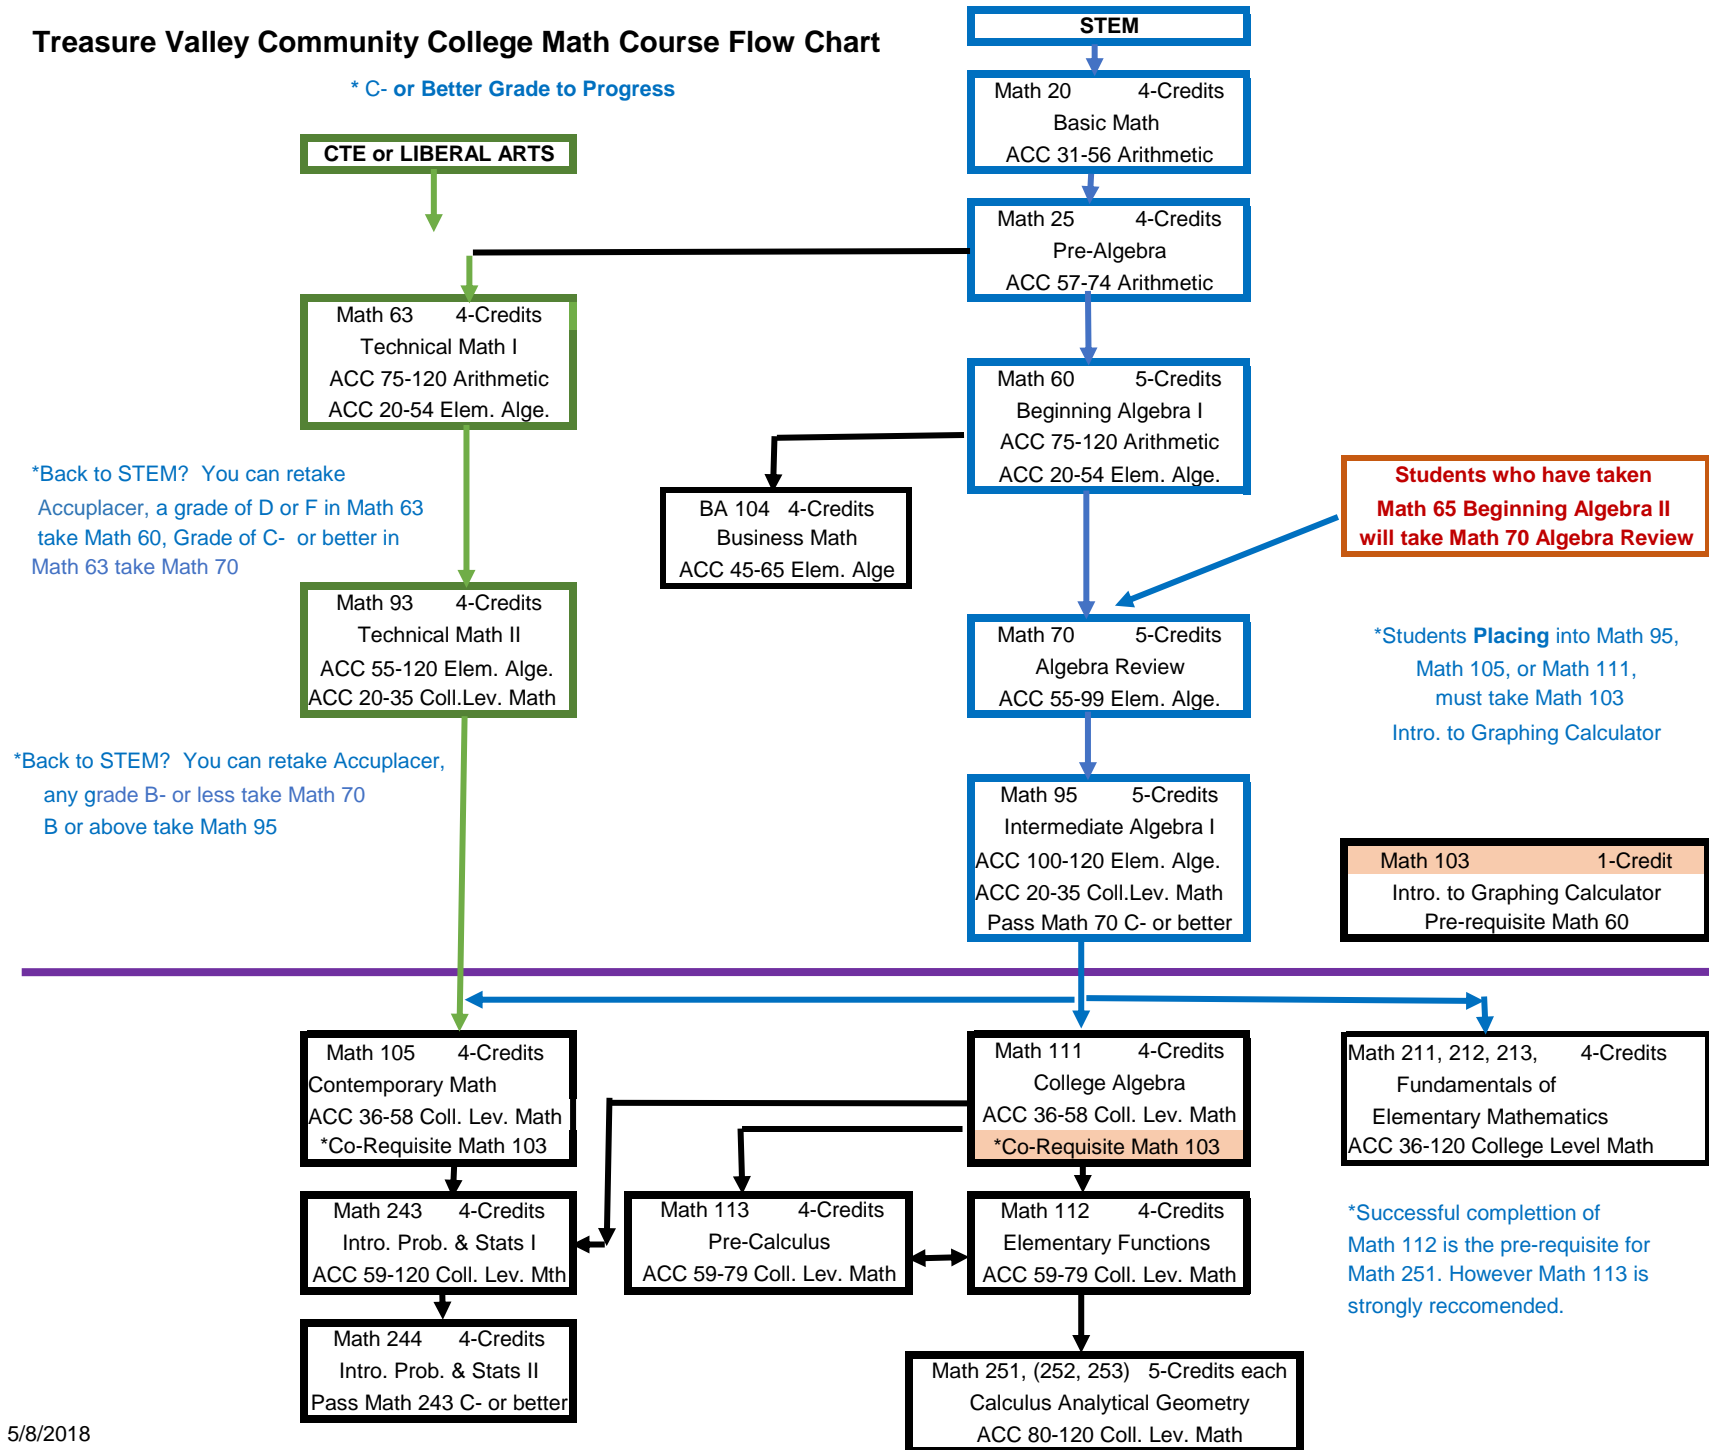 Treasure Valley Community College Math Course Flow Chart
* C- or Better Grade to Progress
STEM
Math 20 4-Credits
Basic Math
ACC 31-56 Arithmetic
CTE or LIBERAL ARTS
Math 25 4-Credits
Pre-Algebra
ACC 57-74 Arithmetic
Math 63 4-Credits
Technical Math I
ACC 75-120 Arithmetic
ACC 20-54 Elem. Alge.
Math 60 5-Credits
Beginning Algebra I
ACC 75-120 Arithmetic
ACC 20-54 Elem. Alge.
*Back to STEM? You can retake
Accuplacer, a grade of D or F in Math 63
take Math 60, Grade of C- or better in
Math 63 take Math 70
BA 104 4-Credits
Business Math
ACC 45-65 Elem. Alge
Students who have taken
Math 65 Beginning Algebra II
will take Math 70 Algebra Review
Math 93 4-Credits
Technical Math II
ACC 55-120 Elem. Alge.
ACC 20-35 Coll.Lev. Math
Math 70 5-Credits
Algebra Review
ACC 55-99 Elem. Alge.
*Students Placing into Math 95,
Math 105, or Math 111,
must take Math 103
Intro. to Graphing Calculator
*Back to STEM? You can retake Accuplacer,
any grade B- or less take Math 70
B or above take Math 95
Math 95 5-Credits
Intermediate Algebra I
ACC 100-120 Elem. Alge.
ACC 20-35 Coll.Lev. Math
Pass Math 70 C- or better
Math 103 1-Credit
Intro. to Graphing Calculator
Pre-requisite Math 60
Math 105 4-Credits
Contemporary Math
ACC 36-58 Coll. Lev. Math
*Co-Requisite Math 103
Math 111 4-Credits
College Algebra
ACC 36-58 Coll. Lev. Math
*Co-Requisite Math 103
Math 211, 212, 213, 4-Credits
Fundamentals of
Elementary Mathematics
ACC 36-120 College Level Math
Math 243 4-Credits
Intro. Prob. & Stats I
ACC 59-120 Coll. Lev. Mth
Math 113 4-Credits
Pre-Calculus
ACC 59-79 Coll. Lev. Math
Math 112 4-Credits
Elementary Functions
ACC 59-79 Coll. Lev. Math
*Successful complettion of
Math 112 is the pre-requisite for
Math 251. However Math 113 is
strongly reccomended.
Math 244 4-Credits
Intro. Prob. & Stats II
Pass Math 243 C- or better
Math 251, (252, 253) 5-Credits each
Calculus Analytical Geometry
ACC 80-120 Coll. Lev. Math
5/8/2018